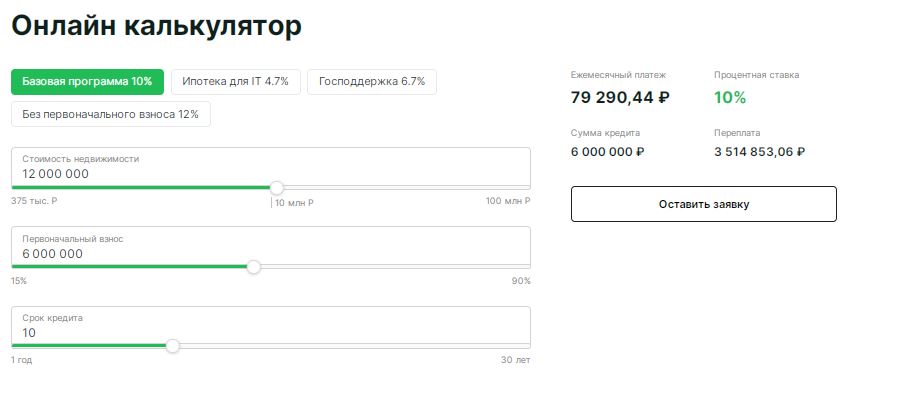 Онлайн калькулятор
Базовая программа 10%
Ипотека для IT 4.7%
Господдержка 6.7%
Без первоначального взноса 12%
Стоимость недвижимости
12 000 000
375 тыс. Р
10 млн Р
100 млн Р
Первоначальный взнос
6 000 000
15%
90%
Срок кредита
10
1 год
30 лет
Ежемесячный платеж
79 290,44 ₽
Процентная ставка
10%
Сумма кредита
6 000 000 ₽
Переплата
3 514 853,06 ₽
Оставить заявку